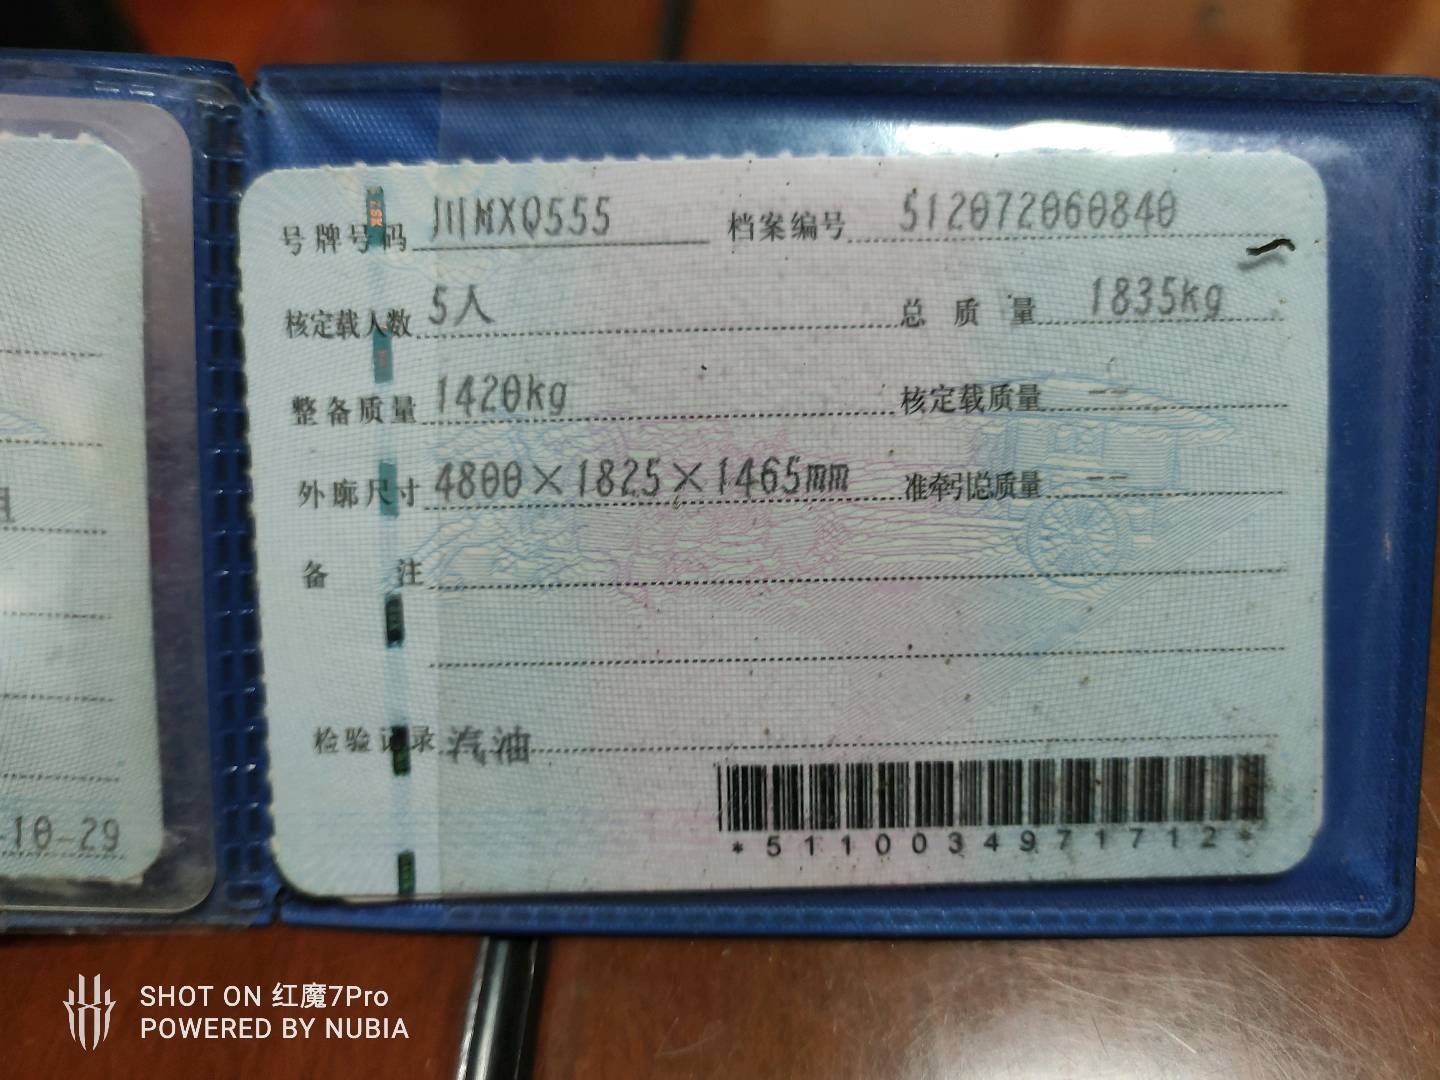 号牌号码 川MXQ555 档案编号 512072060840
核定载人数 5人 总质量 1835kg
整备质量 1420kg 核定载质量 --
外廓尺寸 4800×1825×1465mm 准牵引总质量 --
备注
检验记录 汽油
*5110034971712*
-10-29
SHOT ON 红魔7Pro
POWERED BY NUBIA